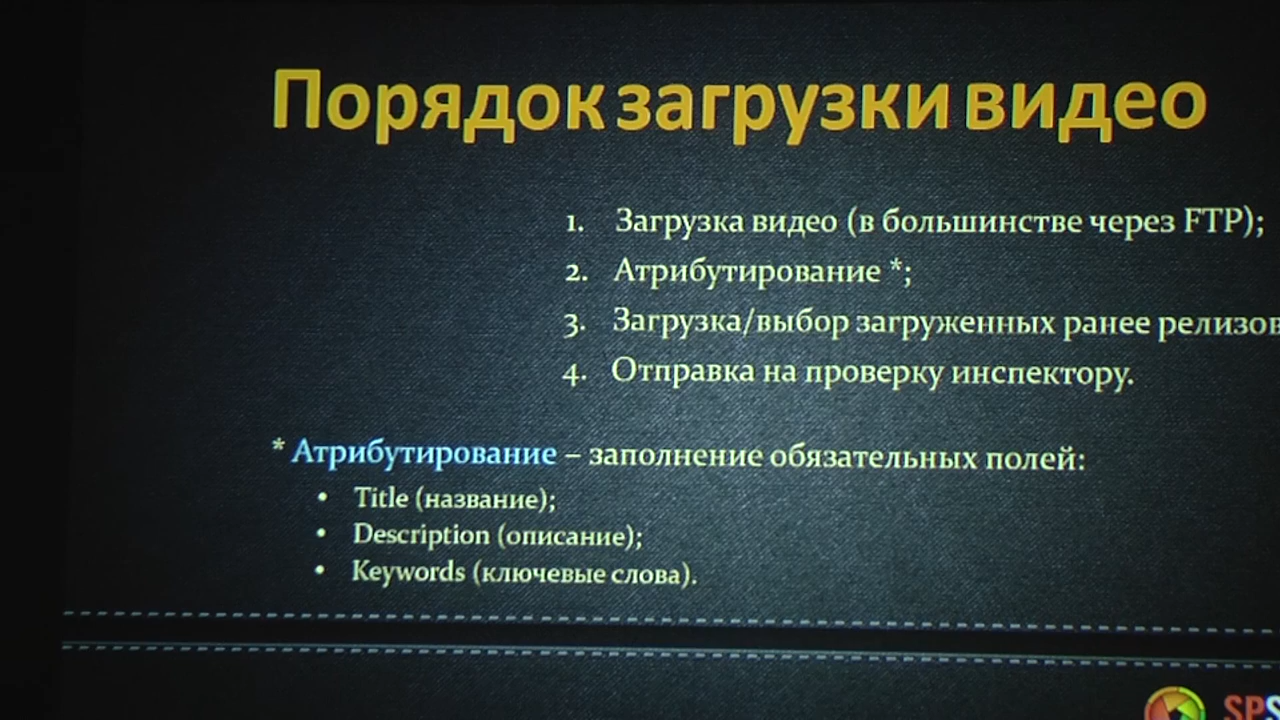 Порядок загрузки видео
1. Загрузка видео (в большинстве через FTP);
2. Атрибутирование *;
3. Загрузка/выбор загруженных ранее релизов
4. Отправка на проверку инспектору.
* Атрибутирование – заполнение обязательных полей:
• Title (название);
• Description (описание);
• Keywords (ключевые слова).
SPS